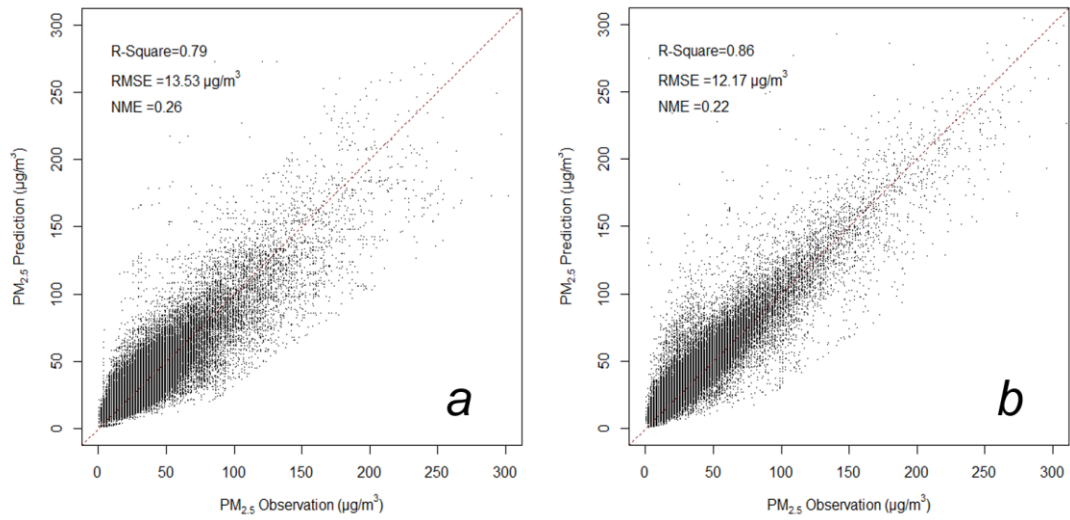 R-Square=0.79
RMSE =13.53 µg/m³
NME =0.26
PM₂.₅ Prediction (µg/m³)
300
250
200
150
100
50
0
0 50 100 150 200 250 300
PM₂.₅ Observation (µg/m³)
a
R-Square=0.86
RMSE =12.17 µg/m³
NME =0.22
PM₂.₅ Prediction (µg/m³)
300
250
200
150
100
50
0
0 50 100 150 200 250 300
PM₂.₅ Observation (µg/m³)
b